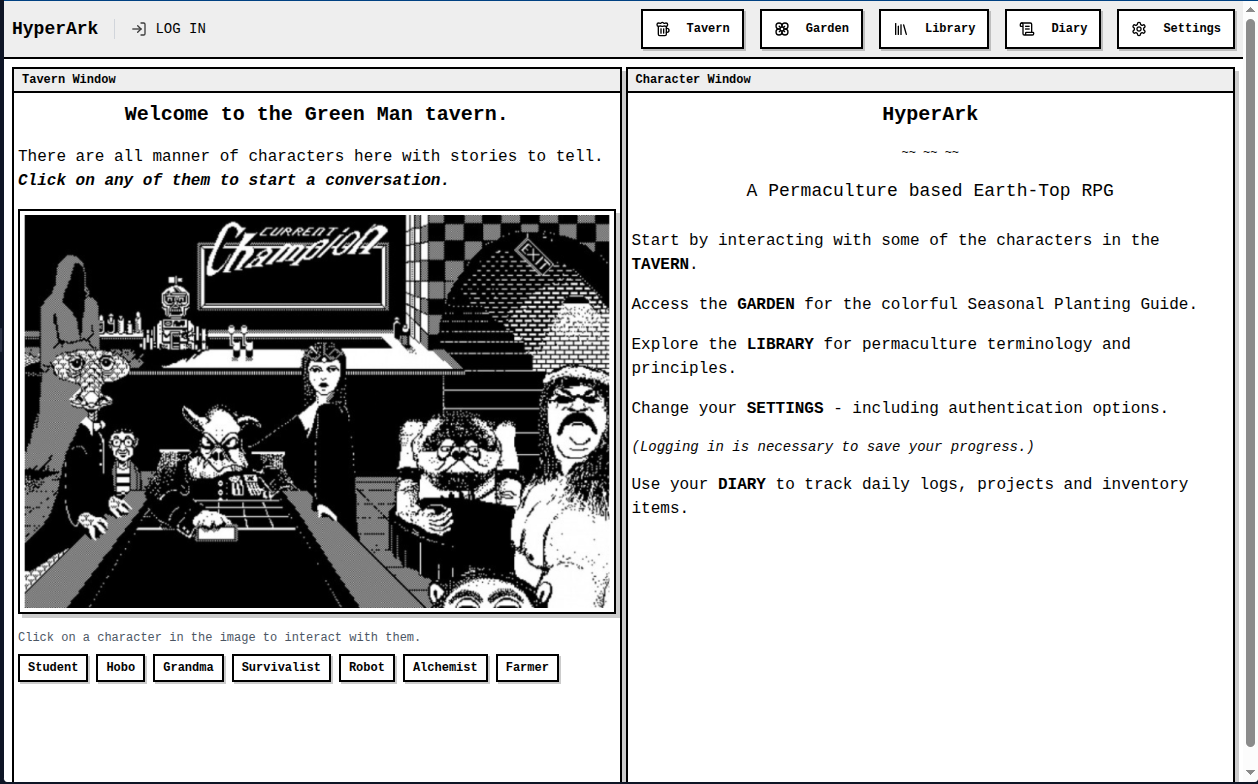 HyperArk
LOG IN
Tavern
Garden
Library
Diary
Settings
Tavern Window
Welcome to the Green Man tavern.
There are all manner of characters here with stories to tell.
Click on any of them to start a conversation.
CURRENT
Champion
EXIT
Click on a character in the image to interact with them.
Student
Hobo
Grandma
Survivalist
Robot
Alchemist
Farmer
Character Window
HyperArk
~~ ~~ ~~
A Permaculture based Earth-Top RPG
Start by interacting with some of the characters in the
TAVERN.
Access the GARDEN for the colorful Seasonal Planting Guide.
Explore the LIBRARY for permaculture terminology and
principles.
Change your SETTINGS - including authentication options.
(Logging in is necessary to save your progress.)
Use your DIARY to track daily logs, projects and inventory
items.